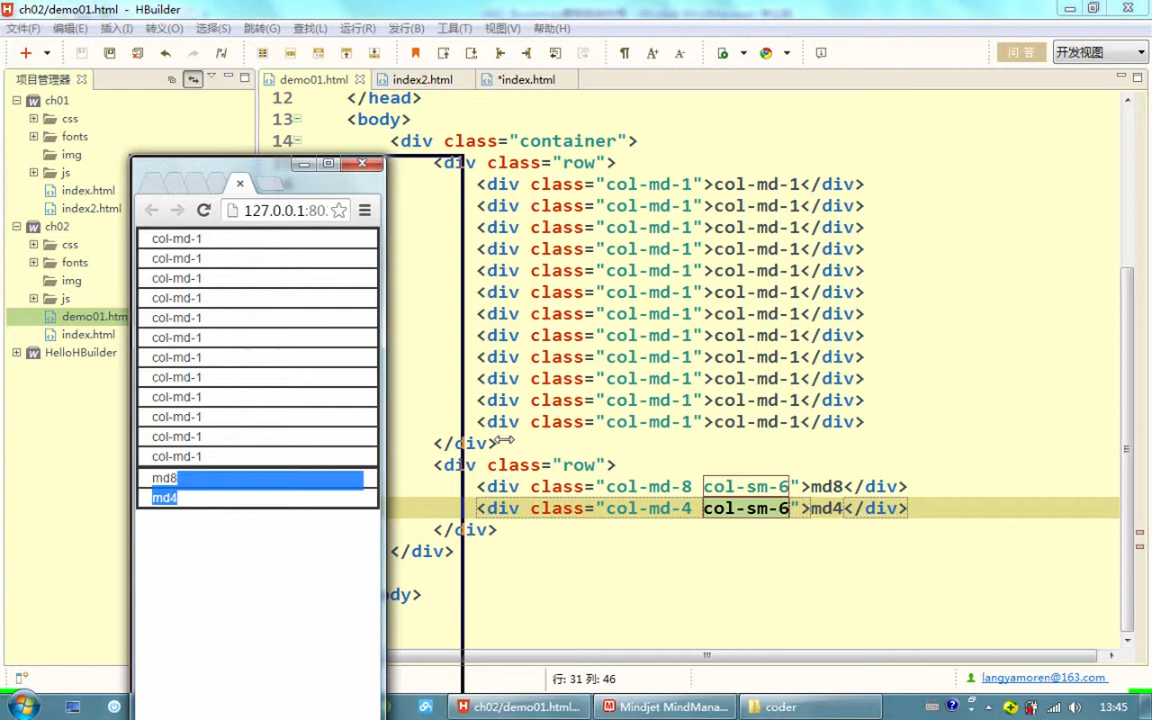 ch02/demo01.html - HBuilder
文件(F) 编辑(E) 插入(I) 转义(O) 选择(S) 跳转(G) 查找(L) 运行(R) 发行(B) 工具(T) 视图(V) 帮助(H)
问 答
开发视图
项目管理器
demo01.html
index2.html
*index.html
ch01
css
fonts
img
js
index.html
index2.html
ch02
css
fonts
img
js
demo01.htm
index.html
HelloHBuilder
12 </head>
13 <body>
14 <div class="container">
<div class="row">
<div class="col-md-1">col-md-1</div>
<div class="col-md-1">col-md-1</div>
<div class="col-md-1">col-md-1</div>
<div class="col-md-1">col-md-1</div>
<div class="col-md-1">col-md-1</div>
<div class="col-md-1">col-md-1</div>
<div class="col-md-1">col-md-1</div>
<div class="col-md-1">col-md-1</div>
<div class="col-md-1">col-md-1</div>
<div class="col-md-1">col-md-1</div>
<div class="col-md-1">col-md-1</div>
<div class="col-md-1">col-md-1</div>
</div>
<div class="row">
<div class="col-md-8 col-sm-6">md8</div>
<div class="col-md-4 col-sm-6">md4</div>
</div>
</div>
ody>
127.0.0.1:80
col-md-1
col-md-1
col-md-1
col-md-1
col-md-1
col-md-1
col-md-1
col-md-1
col-md-1
col-md-1
col-md-1
col-md-1
md8
md4
行: 31 列: 46
langyamoren@163.com
ch02/demo01.html...
Mindjet MindMana...
coder
13:45